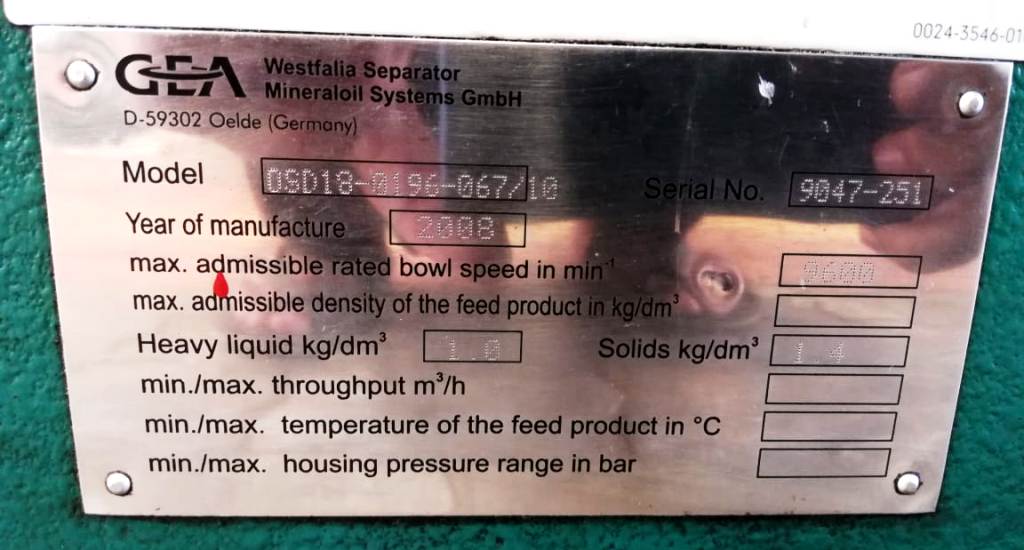 0024-3546-01
GEA Westfalia Separator
Mineraloil Systems GmbH
D-59302 Oelde (Germany)
Model OSD18-0196-067/10 Serial No. 9047-251
Year of manufacture 2008
max. admissible rated bowl speed in min⁻¹ 9600
max. admissible density of the feed product in kg/dm³
Heavy liquid kg/dm³ 1.0 Solids kg/dm³ 1.4
min./max. throughput m³/h
min./max. temperature of the feed product in °C
min./max. housing pressure range in bar